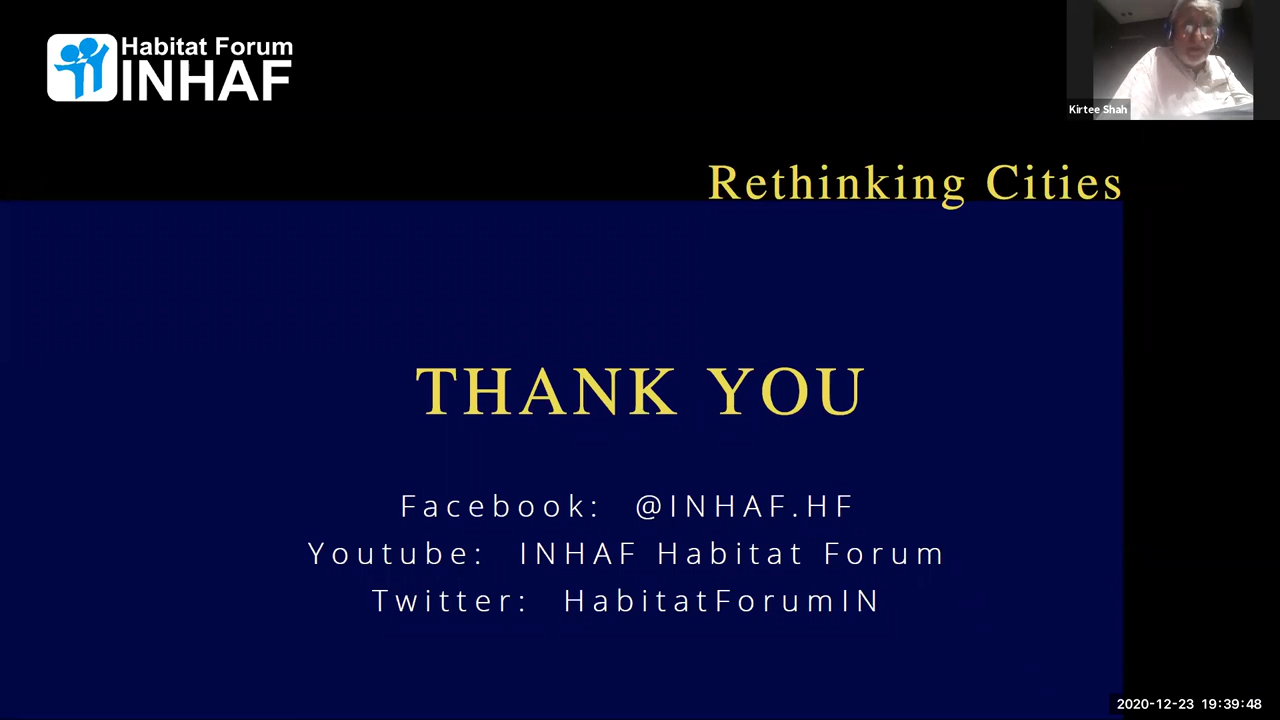 Habitat Forum
INHAF
Kirtee Shah
Rethinking Cities
THANK YOU
Facebook: @INHAF.HF
Youtube: INHAF Habitat Forum
Twitter: HabitatForumIN
2020-12-23 19:39:48